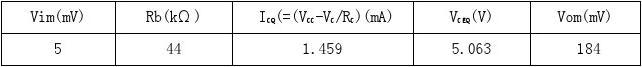 Vim(mV) Rb(kΩ) ICQ(=(VCC-VC/RC)(mA) VCEQ(V) Vom(mV)
5 44 1.459 5.063 184